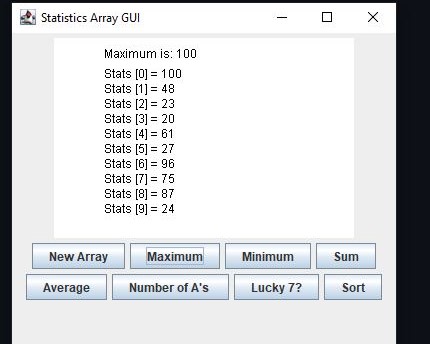 Statistics Array GUI
Maximum is: 100
Stats [0] = 100
Stats [1] = 48
Stats [2] = 23
Stats [3] = 20
Stats [4] = 61
Stats [5] = 27
Stats [6] = 96
Stats [7] = 75
Stats [8] = 87
Stats [9] = 24
New Array Maximum Minimum Sum
Average Number of A's Lucky 7? Sort